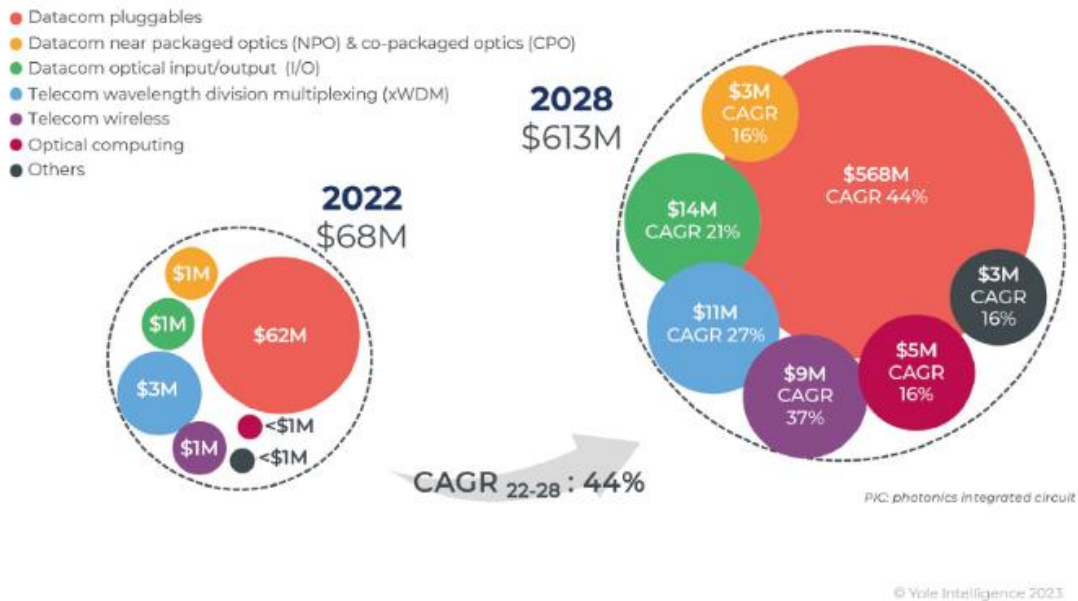 Datacom pluggables
Datacom near packaged optics (NPO) & co-packaged optics (CPO)
Datacom optical input/output (I/O)
Telecom wavelength division multiplexing (xWDM)
Telecom wireless
Optical computing
Others
2022
$68M
$1M
$1M
$62M
$3M
$1M
<$1M
<$1M
2028
$613M
$3M
CAGR
16%
$568M
CAGR 44%
$14M
CAGR 21%
$11M
CAGR 27%
$9M
CAGR
37%
$5M
CAGR
16%
$3M
CAGR
16%
CAGR 22-28 : 44%
PIC: photonics integrated circuit
© Yole Intelligence 2023